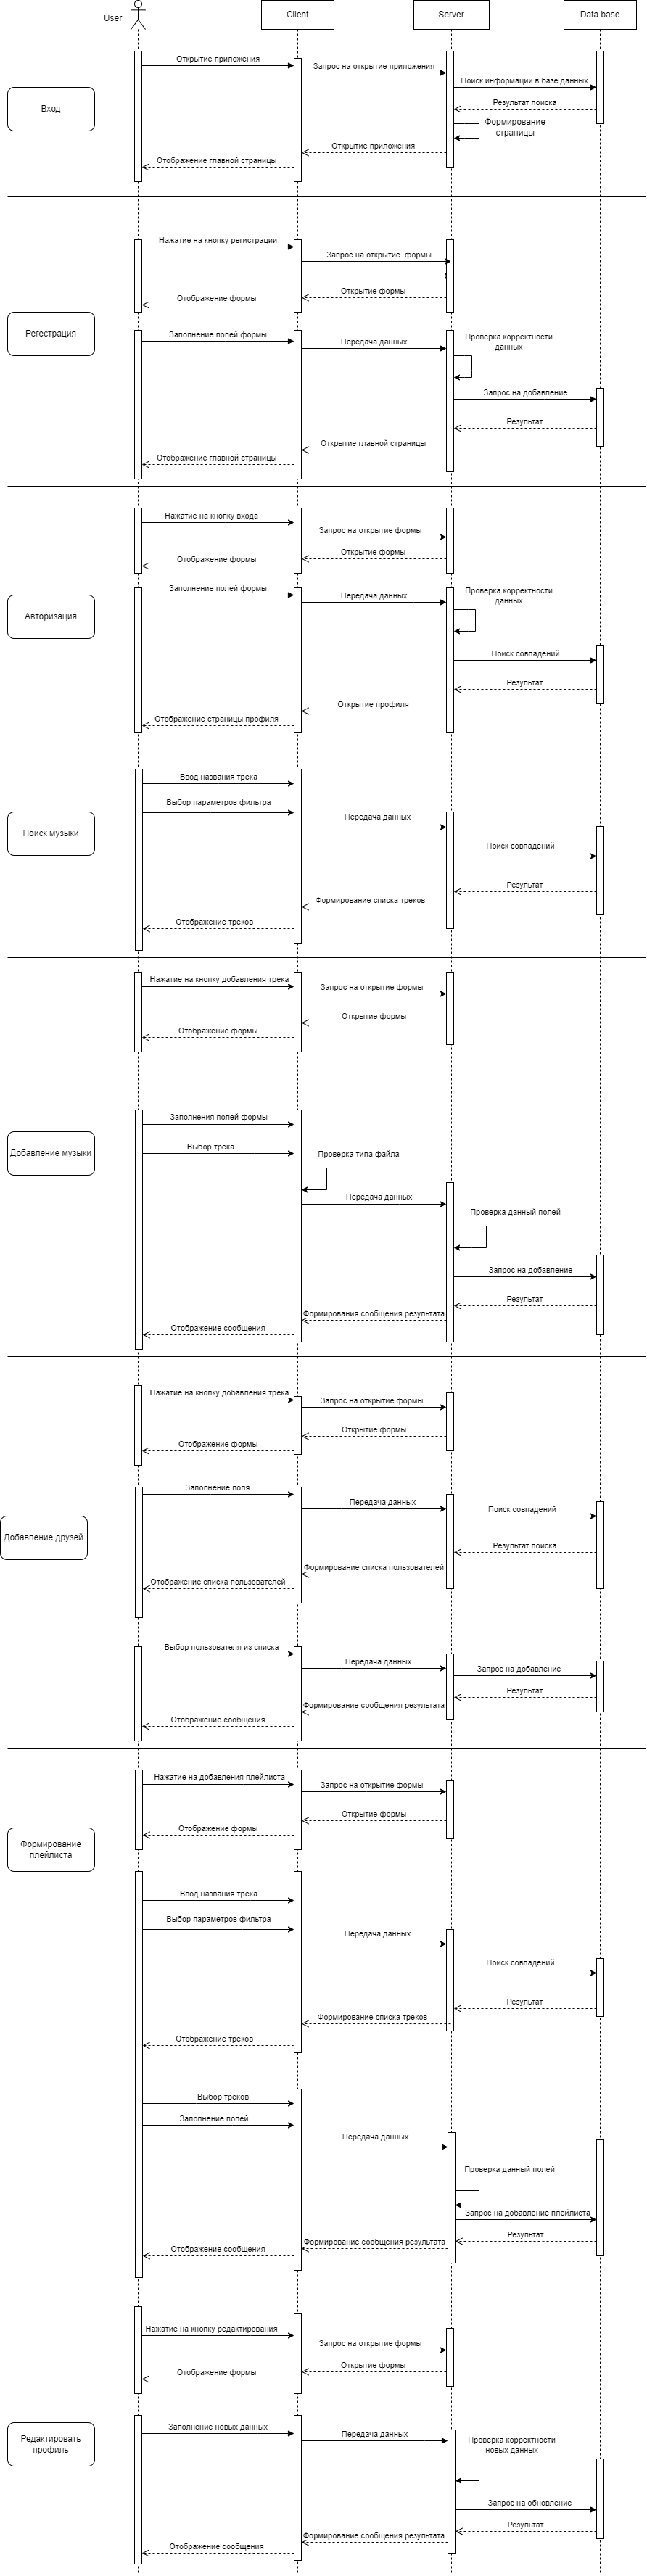 User
Client
Server
Data base
Открытие приложения
Запрос на открытие приложения
Поиск информации в базе данных
Вход
Результат поиска
Формирование
страницы
Открытие приложения
Отображение главной страницы
Нажатие на кнопку регистрации
Запрос на открытие формы
Открытие формы
Отображение формы
Регестрация
Заполнение полей формы
Передача данных
Проверка корректности
данных
Запрос на добавление
Результат
Открытие главной страницы
Отображение главной страницы
Нажатие на кнопку входа
Запрос на открытие формы
Открытие формы
Отображение формы
Авторизация
Заполнение полей формы
Передача данных
Проверка корректности
данных
Поиск совпадений
Результат
Открытие профиля
Отображение страницы профиля
Ввод названия трека
Выбор параметров фильтра
Передача данных
Поиск музыки
Поиск совпадений
Результат
Формирование списка треков
Отображение треков
Нажатие на кнопку добавления трека
Запрос на открытие формы
Открытие формы
Отображение формы
Заполнения полей формы
Добавление музыки
Выбор трека
Проверка типа файла
Передача данных
Проверка данный полей
Запрос на добавление
Результат
Формирования сообщения результата
Отображение сообщения
Нажатие на кнопку добавления трека
Запрос на открытие формы
Открытие формы
Отображение формы
Заполнение поля
Передача данных
Поиск совпадений
Добавление друзей
Результат поиска
Формирование списка пользователей
Отображение списка пользователей
Выбор пользователя из списка
Передача данных
Запрос на добавление
Результат
Формирование сообщения результата
Отображение сообщения
Нажатие на добавления плейлиста
Запрос на открытие формы
Открытие формы
Отображение формы
Формирование
плейлиста
Ввод названия трека
Выбор параметров фильтра
Передача данных
Поиск совпадений
Результат
Формирование списка треков
Отображение треков
Выбор треков
Заполнение полей
Передача данных
Проверка данный полей
Запрос на добавление плейлиста
Результат
Формирование сообщения результата
Отображение сообщения
Нажатие на кнопку редактирования
Запрос на открытие формы
Открытие формы
Отображение формы
Редактировать
профиль
Заполнение новых данных
Передача данных
Проверка корректности
новых данных
Запрос на обновление
Результат
Формирование сообщения результата
Отображение сообщения